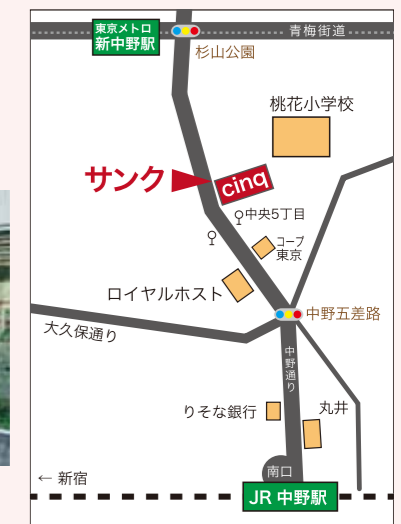 東京メトロ
新中野駅
青梅街道
杉山公園
桃花小学校
サンク
cinq
中央5丁目
コープ
東京
ロイヤルホスト
中野五差路
大久保通り
中野通り
りそな銀行
丸井
← 新宿
南口
JR 中野駅